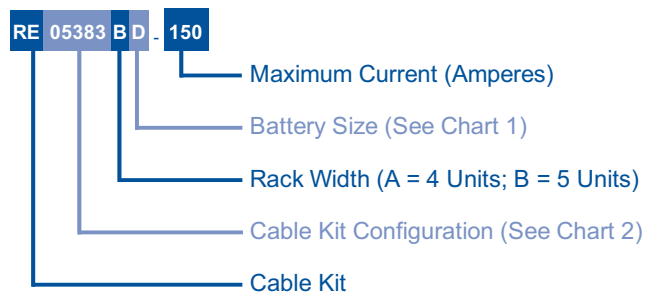 RE 05383 B D - 150
Maximum Current (Amperes)
Battery Size (See Chart 1)
Rack Width (A = 4 Units; B = 5 Units)
Cable Kit Configuration (See Chart 2)
Cable Kit